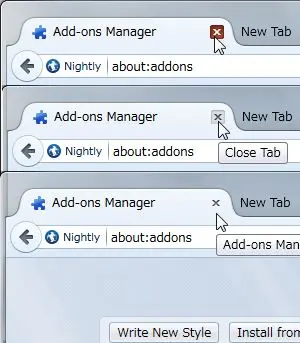 Add-ons Manager New Tab
Nightly about:addons
Add-ons Manager New Tab
Nightly about:addons
Close Tab
Add-ons Manager New Tab
Nightly about:addons
Add-ons Man
Write New Style Install from